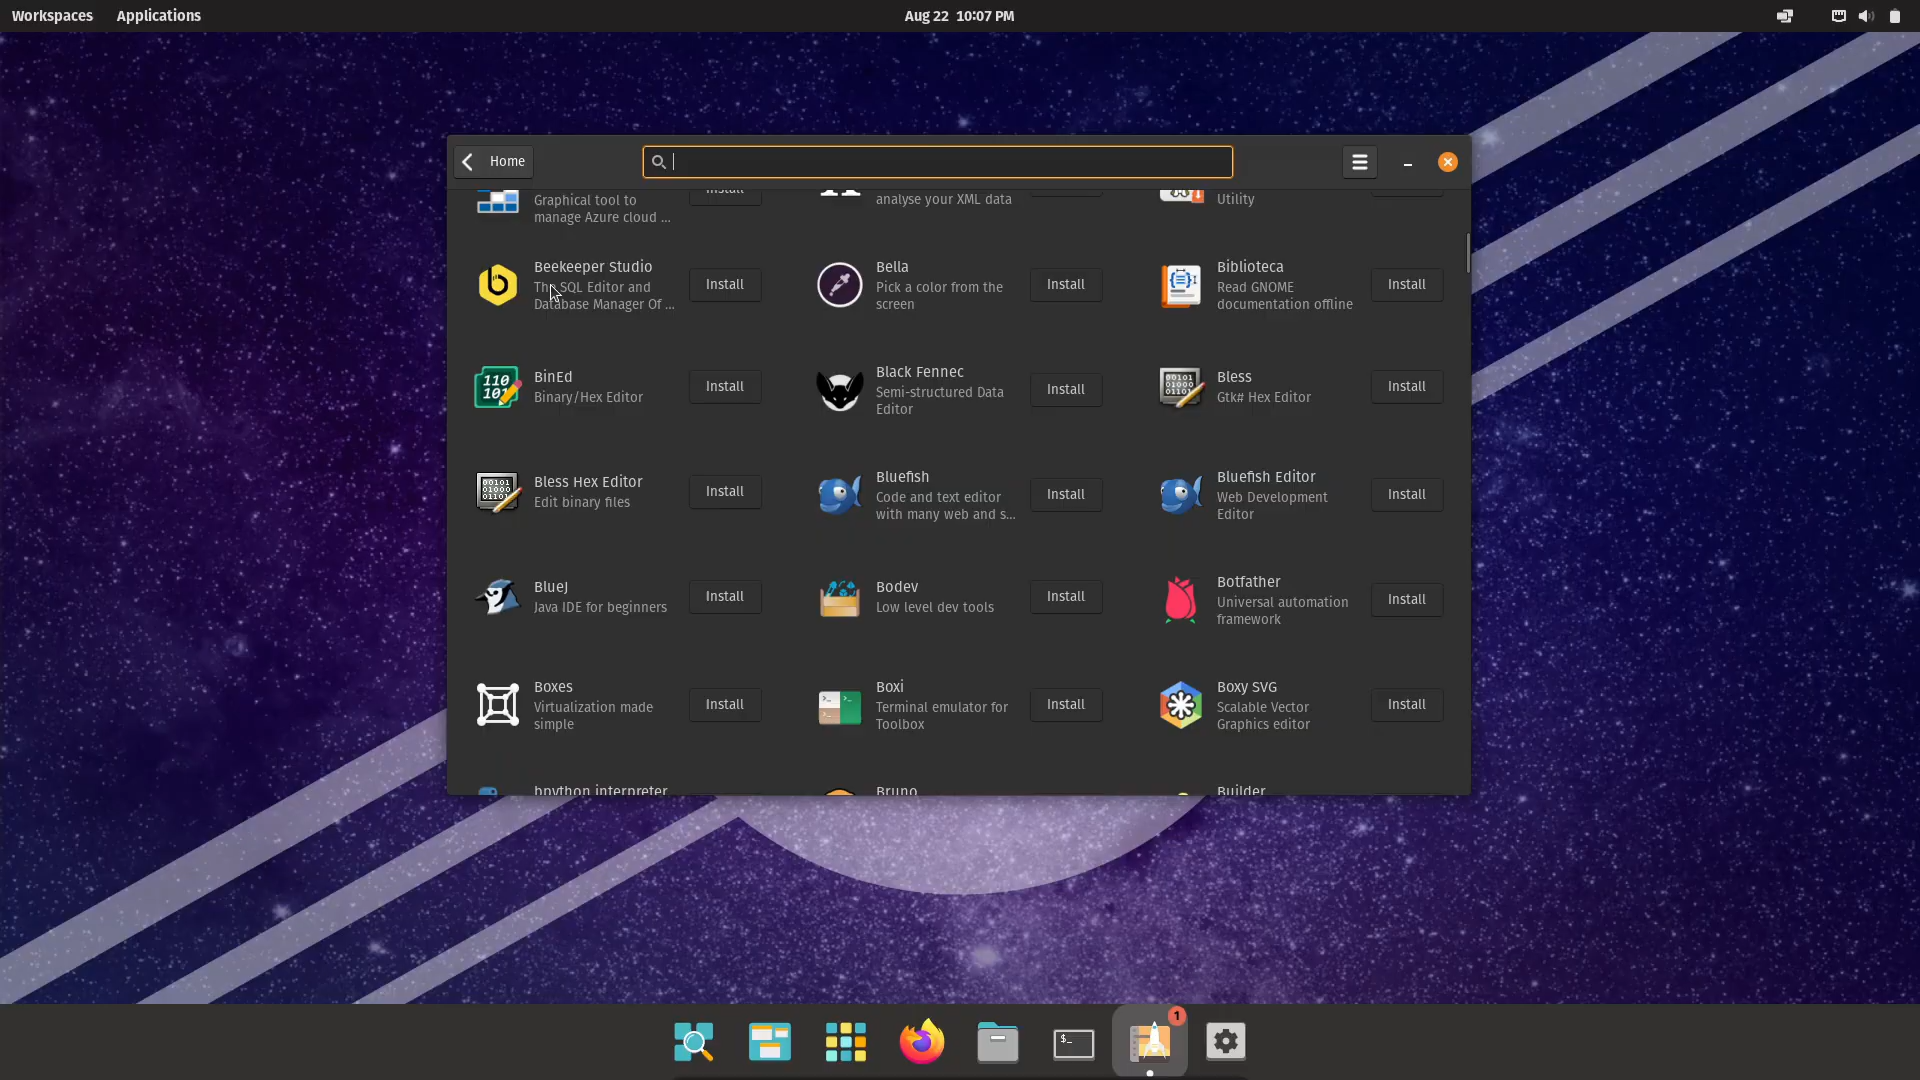 Workspaces Applications Aug 22 10:07 PM
Home
Graphical tool to
manage Azure cloud ...
Install
analyse your XML data
Utility
Beekeeper Studio
The SQL Editor and
Database Manager Of ...
Install
Bella
Pick a color from the
screen
Install
Biblioteca
Read GNOME
documentation offline
Install
BinEd
Binary/Hex Editor
Install
Black Fennec
Semi-structured Data
Editor
Install
Bless
Gtk# Hex Editor
Install
Bless Hex Editor
Edit binary files
Install
Bluefish
Code and text editor
with many web and s...
Install
Bluefish Editor
Web Development
Editor
Install
BlueJ
Java IDE for beginners
Install
Bodev
Low level dev tools
Install
Botfather
Universal automation
framework
Install
Boxes
Virtualization made
simple
Install
Boxi
Terminal emulator for
Toolbox
Install
Boxy SVG
Scalable Vector
Graphics editor
Install
bpython interpreter
Bruno
Builder
$_
1